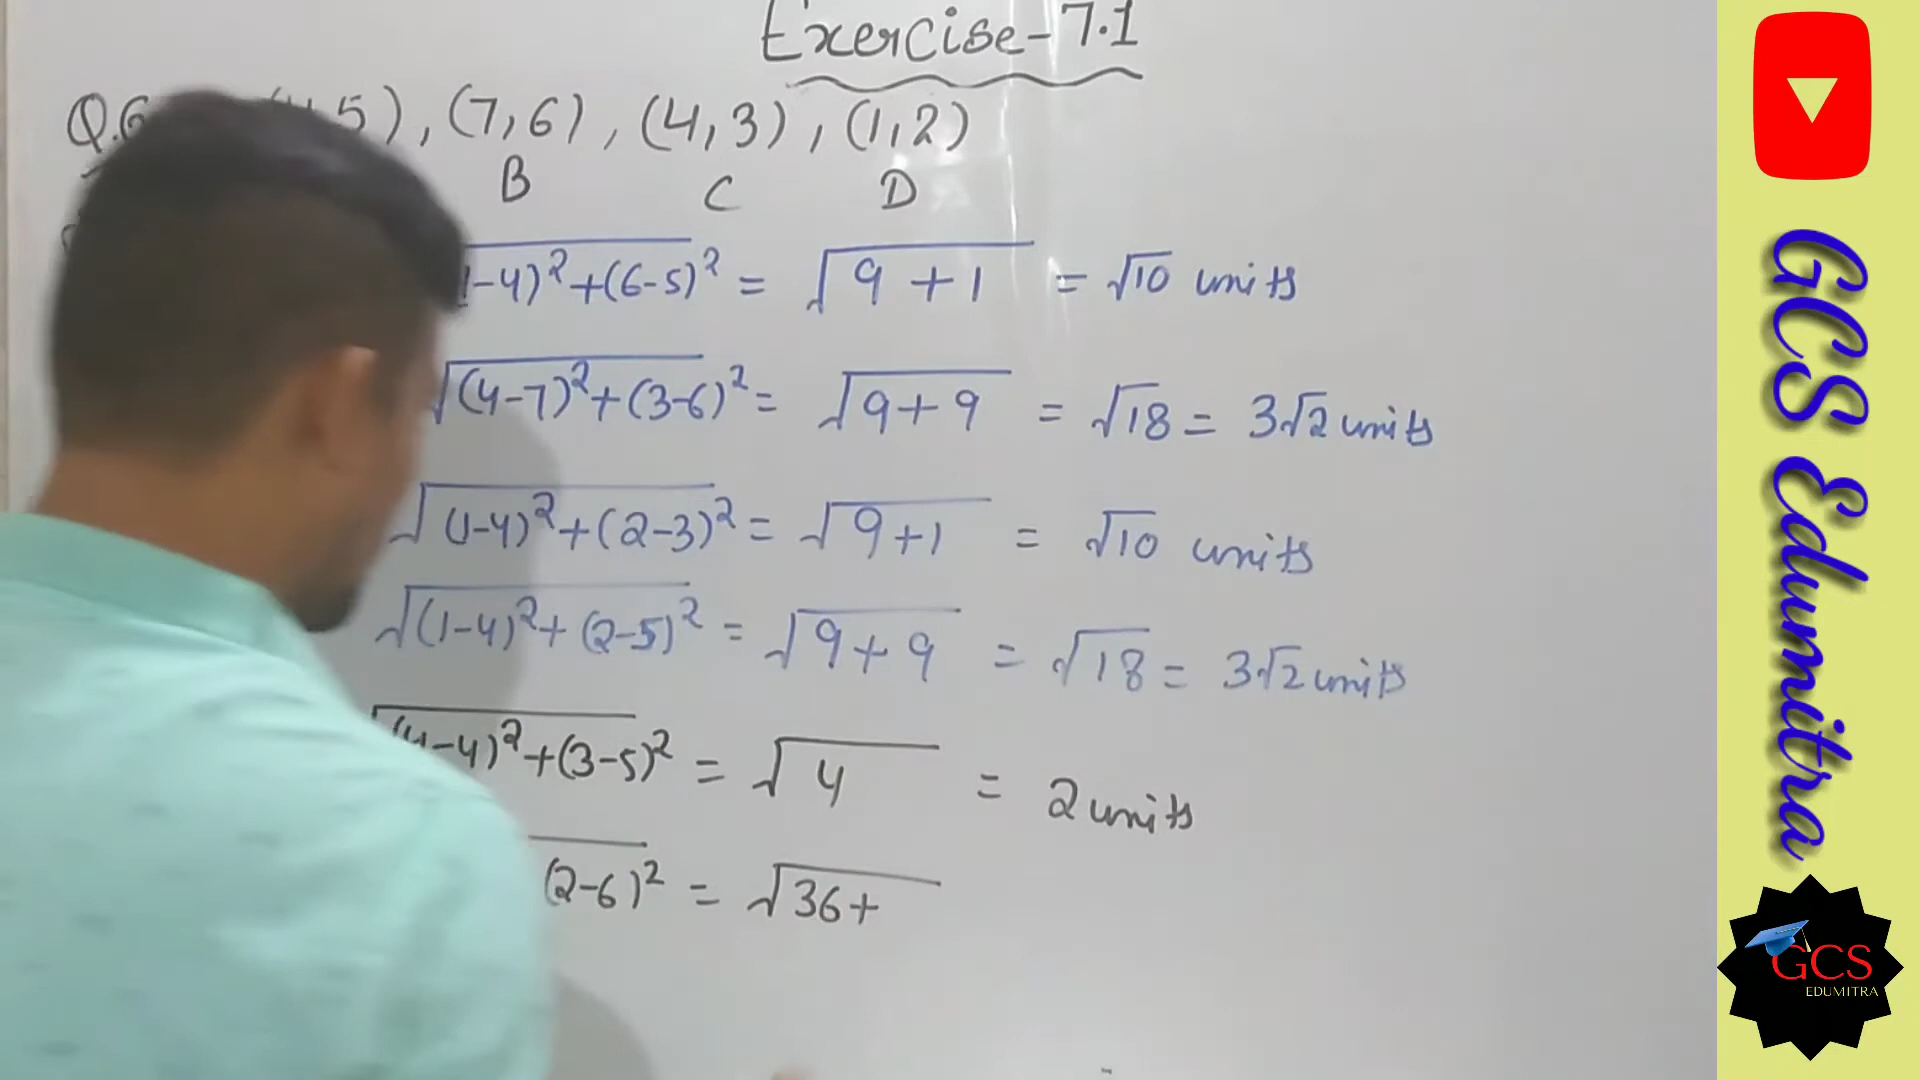 Exercise-7.1
Q.6 5), (7,6), (4,3), (1,2)
B C D
-4)²+(6-5)² = √9+1 = √10 units
√(4-7)²+(3-6)² = √9+9 = √18 = 3√2 units
√(1-4)²+(2-3)² = √9+1 = √10 units
√(1-4)²+(2-5)² = √9+9 = √18 = 3√2 units
√(4-4)²+(3-5)² = √4 = 2 units
(2-6)² = √36+
GCS Edumitra
GCS
EDUMITRA